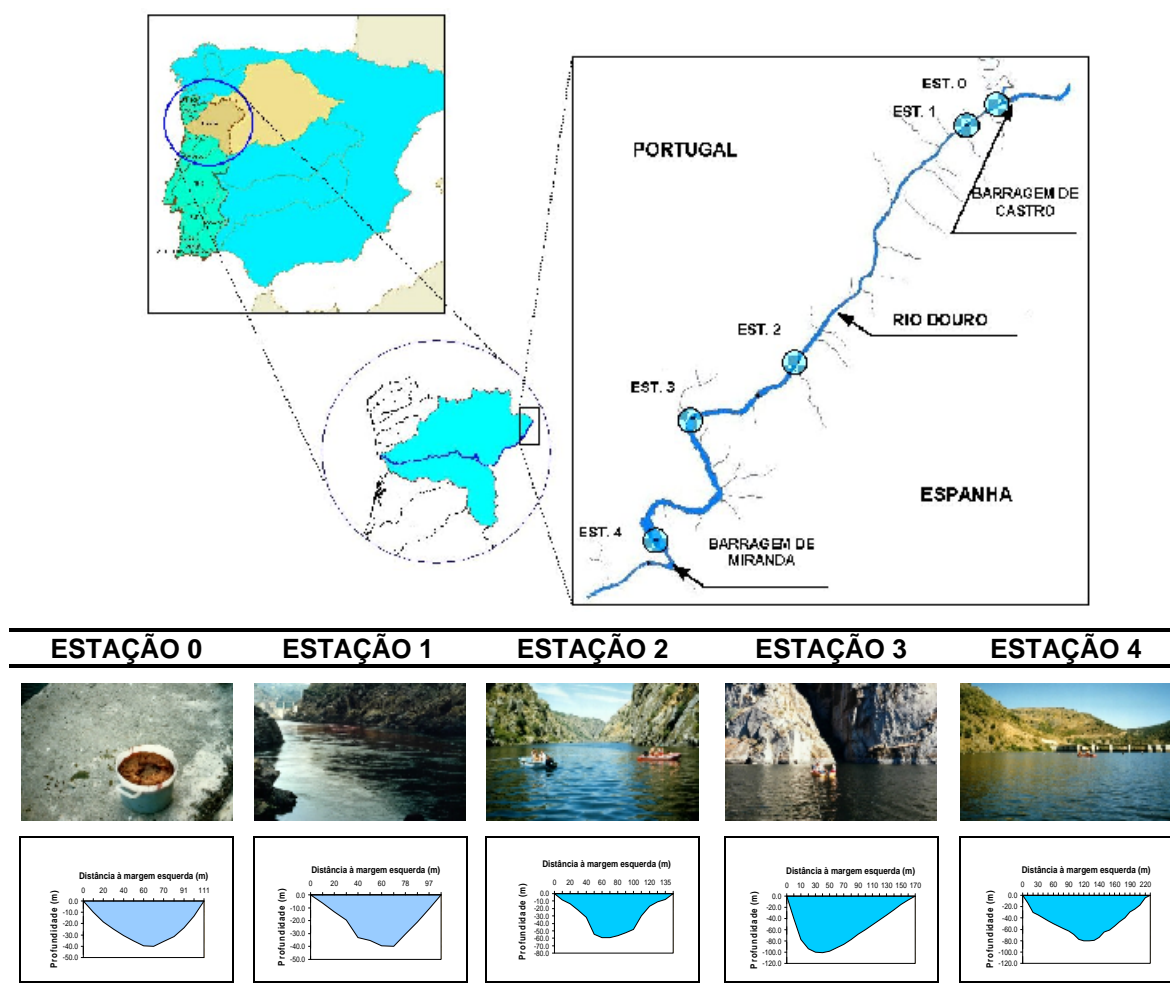 EST. 0
EST. 1
PORTUGAL
BARRAGEM DE
CASTRO
EST. 2
RIO DOURO
EST. 3
ESPANHA
EST. 4
BARRAGEM DE
MIRANDA
ESTAÇÃO 0 ESTAÇÃO 1 ESTAÇÃO 2 ESTAÇÃO 3 ESTAÇÃO 4
Distância à margem esquerda (m)
0 20 40 60 70 91 111
Profundidade (m)
0.0
-10.0
-20.0
-30.0
-40.0
-50.0
Distância à margem esquerda (m)
0 20 40 60 78 97
Profundidade (m)
0.0
-10.0
-20.0
-30.0
-40.0
-50.0
Distância à margem esquerda (m)
0 20 40 60 80 100 120 135
Profundidade (m)
0.0
-10.0
-20.0
-30.0
-40.0
-50.0
-60.0
-70.0
-80.0
Distância à margem esquerda (m)
0 10 30 50 70 90 110 130 150 170
Profundidade (m)
0.0
-20.0
-40.0
-60.0
-80.0
-100.0
-120.0
Distância à margem esquerda (m)
0 30 60 90 120 140 160 190 220
Profundidade (m)
0.0
-20.0
-40.0
-60.0
-80.0
-100.0
-120.0